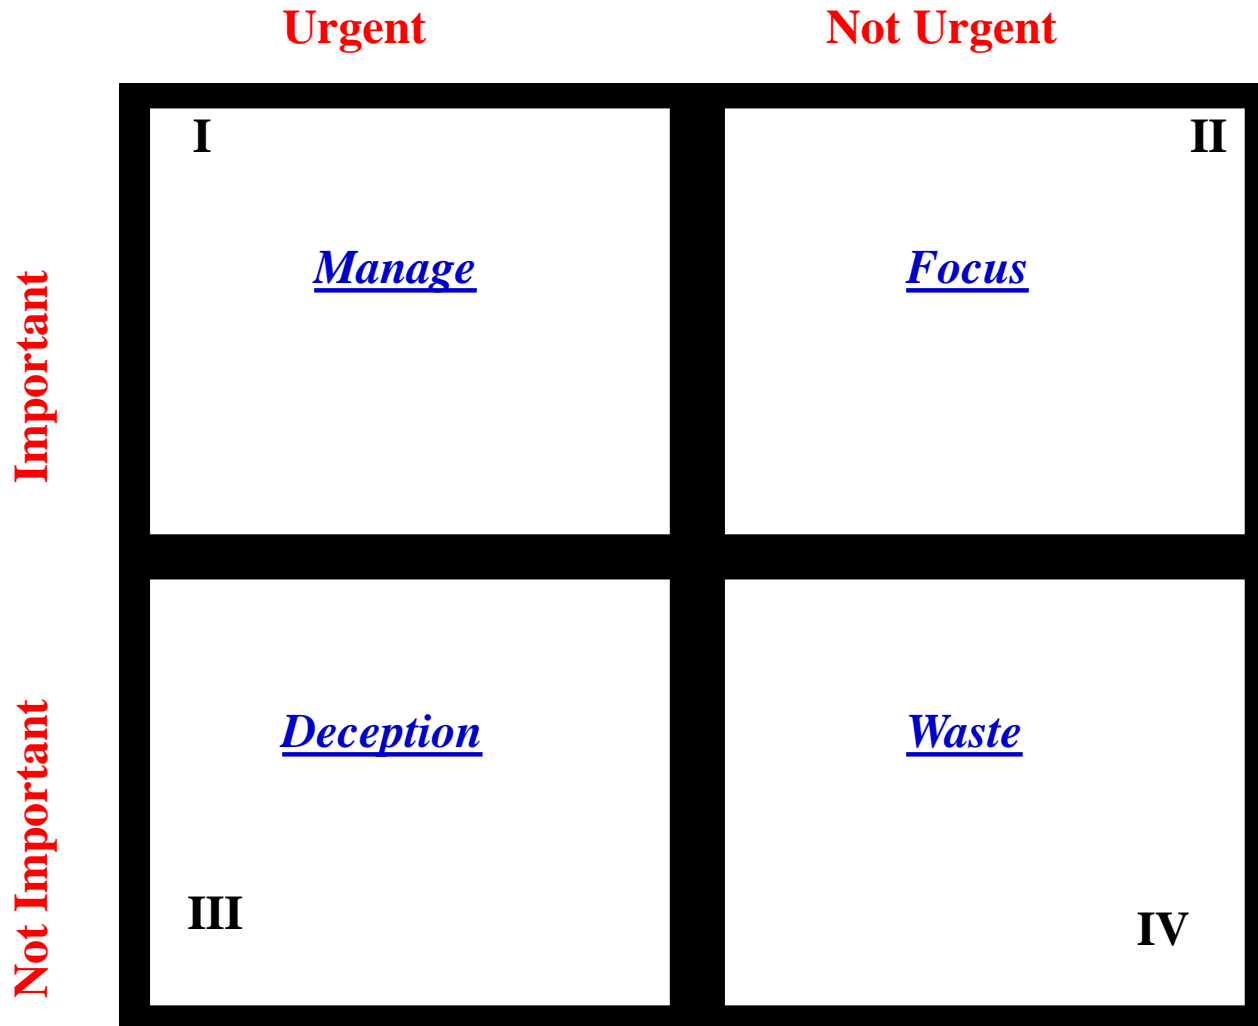 Urgent Not Urgent
I II
Manage Focus
Important
Deception Waste
III IV
Not Important